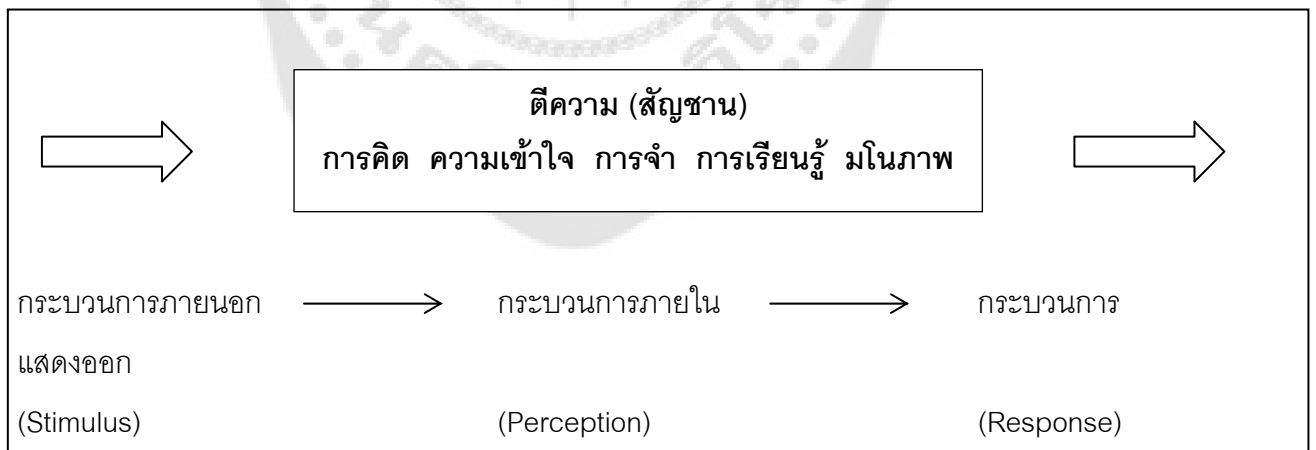 ตีความ (สัญชาน)
การคิด ความเข้าใจ การจำ การเรียนรู้ มโนภาพ
กระบวนการภายนอก กระบวนการภายใน กระบวนการ
แสดงออก
(Stimulus) (Perception) (Response)